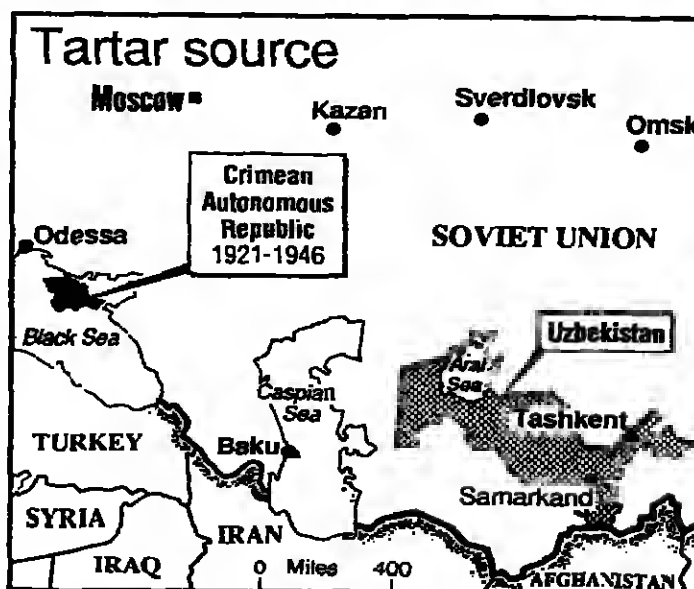 Tartar source
Moscow
Kazan
Sverdlovsk
Omsk
Crimean
Autonomous
Republic
1921-1946
Odessa
SOVIET UNION
Black Sea
Uzbekistan
Aral
Sea
Caspian
Sea
Tashkent
TURKEY
Baku
Samarkand
SYRIA
IRAN
IRAQ
0 Miles 400
AFGHANISTAN